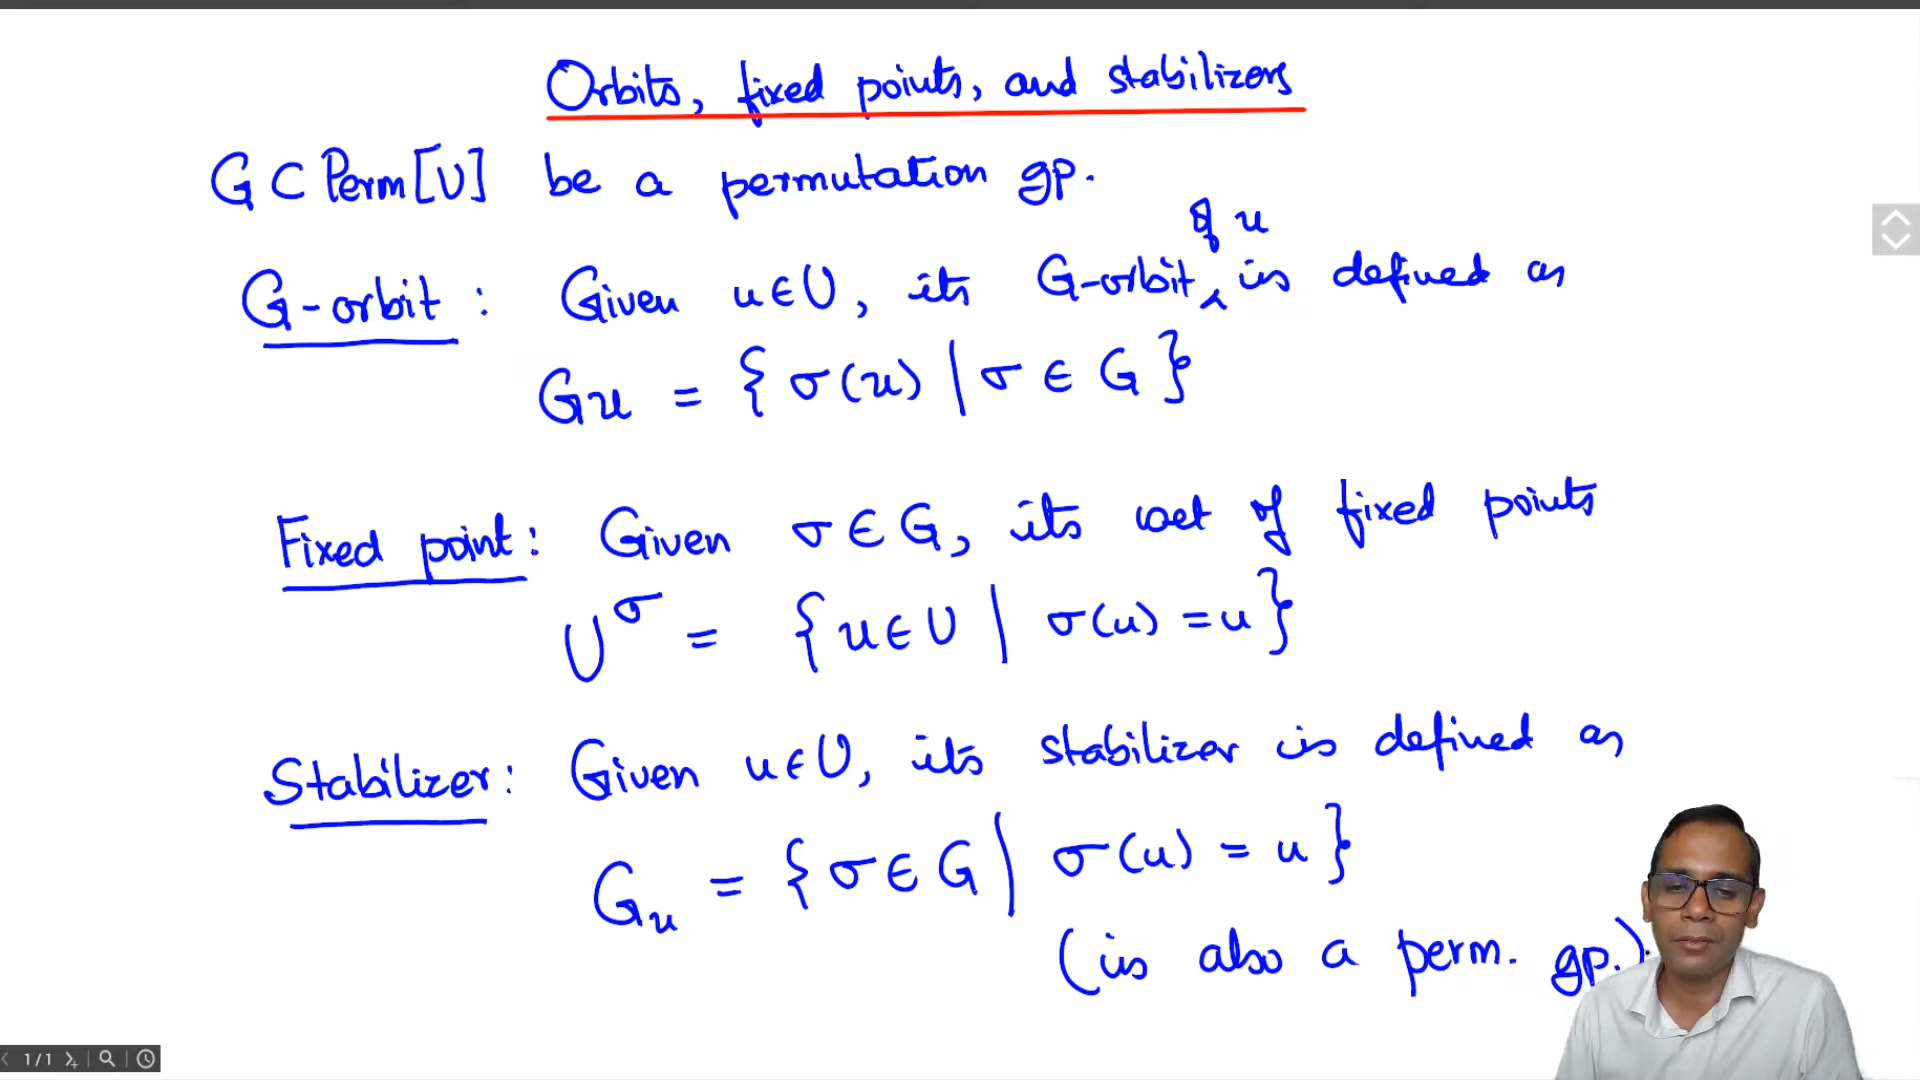 Orbits, fixed points, and stabilizers
G ⊂ Perm[U] be a permutation gp.
of u
G-orbit : Given u ∈ U, its G-orbit ‸ is defined as
Gu = { σ(u) | σ ∈ G }
Fixed point : Given σ ∈ G, its set of fixed points
U^σ = { u ∈ U | σ(u) = u }
Stabilizer : Given u ∈ U, its stabilizer is defined as
G_u = { σ ∈ G | σ(u) = u }
(is also a perm. gp.)
1/1